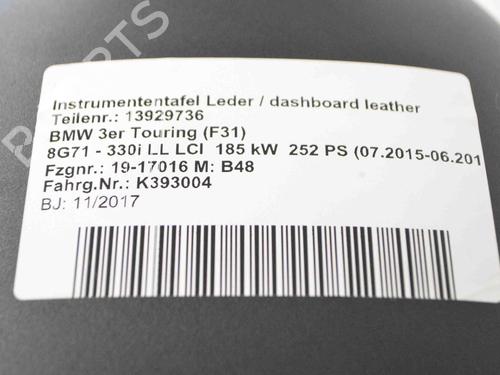 PARTS
Instrumententafel Leder / dashboard leather
Teilenr.: 13929736
BMW 3er Touring (F31)
8G71 - 330i LL LCI 185 kW 252 PS (07.2015-06.201
Fzgnr.: 19-17016 M: B48
Fahrg.Nr.: K393004
BJ: 11/2017